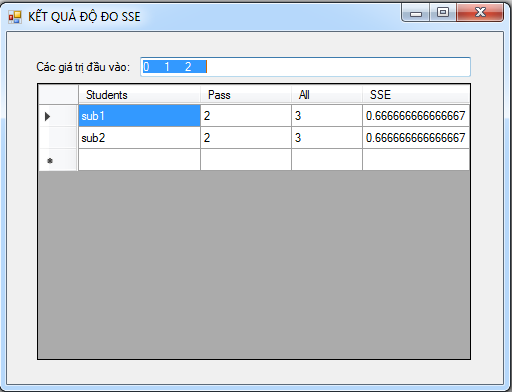 KẾT QUẢ ĐỘ ĐO SSE
Các giá trị đầu vào: 0 1 2
Students Pass All SSE
sub1 2 3 0.666666666666667
sub2 2 3 0.666666666666667